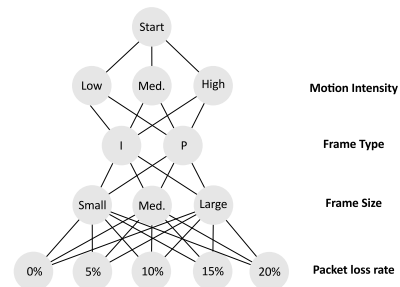 Start
Low Med. High Motion Intensity
I P Frame Type
Small Med. Large Frame Size
0% 5% 10% 15% 20% Packet loss rate